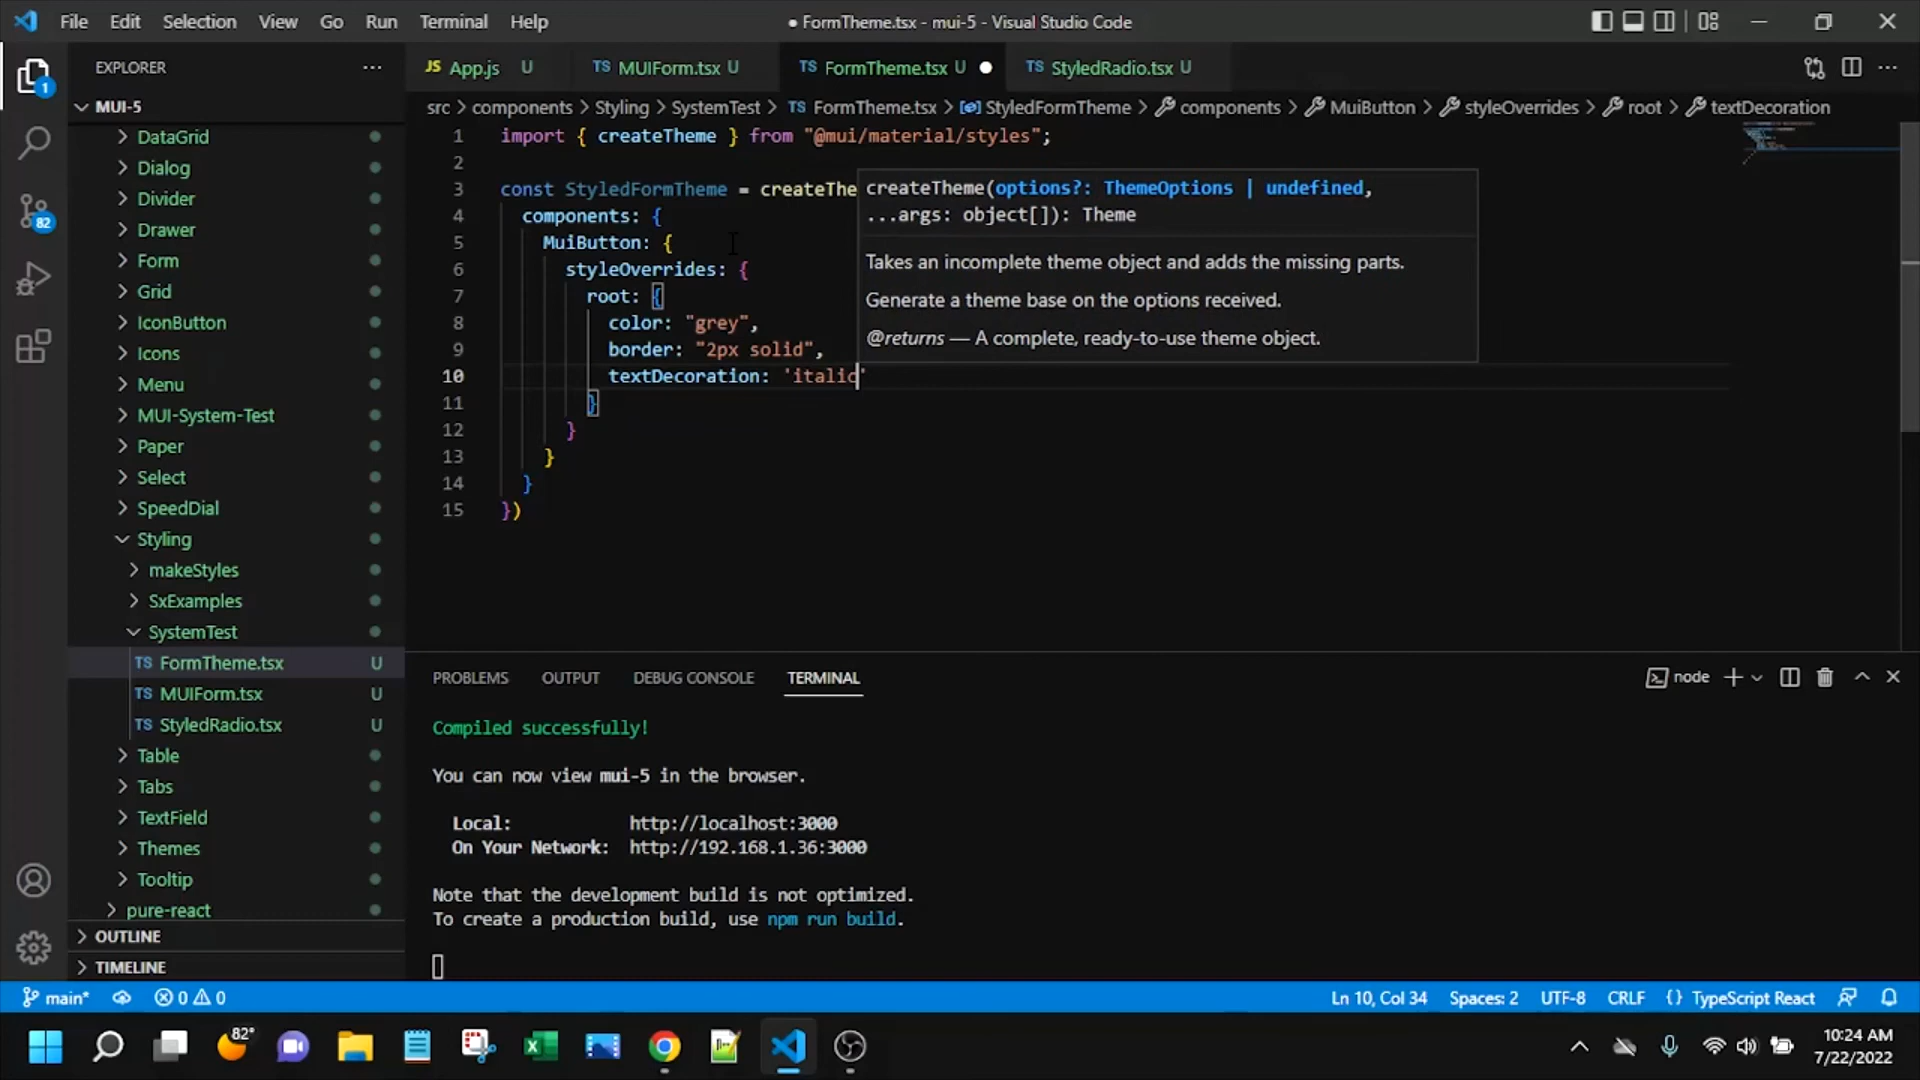 File Edit Selection View Go Run Terminal Help
● FormTheme.tsx - mui-5 - Visual Studio Code
EXPLORER
JS App.js U
TS MUIForm.tsx U
TS FormTheme.tsx U
TS StyledRadio.tsx U
src > components > Styling > SystemTest > TS FormTheme.tsx > StyledFormTheme > components > MuiButton > styleOverrides > root > textDecoration
1
MUI-5
DataGrid
Dialog
Divider
Drawer
Form
Grid
IconButton
Icons
Menu
MUI-System-Test
Paper
Select
SpeedDial
Styling
makeStyles
SxExamples
SystemTest
TS FormTheme.tsx U
TS MUIForm.tsx U
TS StyledRadio.tsx U
Table
Tabs
TextField
Themes
Tooltip
pure-react
OUTLINE
TIMELINE
82
1 import { createTheme } from "@mui/material/styles";
2
3 const StyledFormTheme = createThe
4 components: {
5 MuiButton: {
6 styleOverrides: {
7 root: {
8 color: "grey",
9 border: "2px solid",
10 textDecoration: 'italic'
11 }
12 }
13 }
14 }
15 })
createTheme(options?: ThemeOptions | undefined,
...args: object[]): Theme
Takes an incomplete theme object and adds the missing parts.
Generate a theme base on the options received.
@returns — A complete, ready-to-use theme object.
PROBLEMS OUTPUT DEBUG CONSOLE TERMINAL
node
Compiled successfully!
You can now view mui-5 in the browser.
Local: http://localhost:3000
On Your Network: http://192.168.1.36:3000
Note that the development build is not optimized.
To create a production build, use npm run build.
main* 0 0
Ln 10, Col 34 Spaces: 2 UTF-8 CRLF {} TypeScript React
82°
10:24 AM
7/22/2022